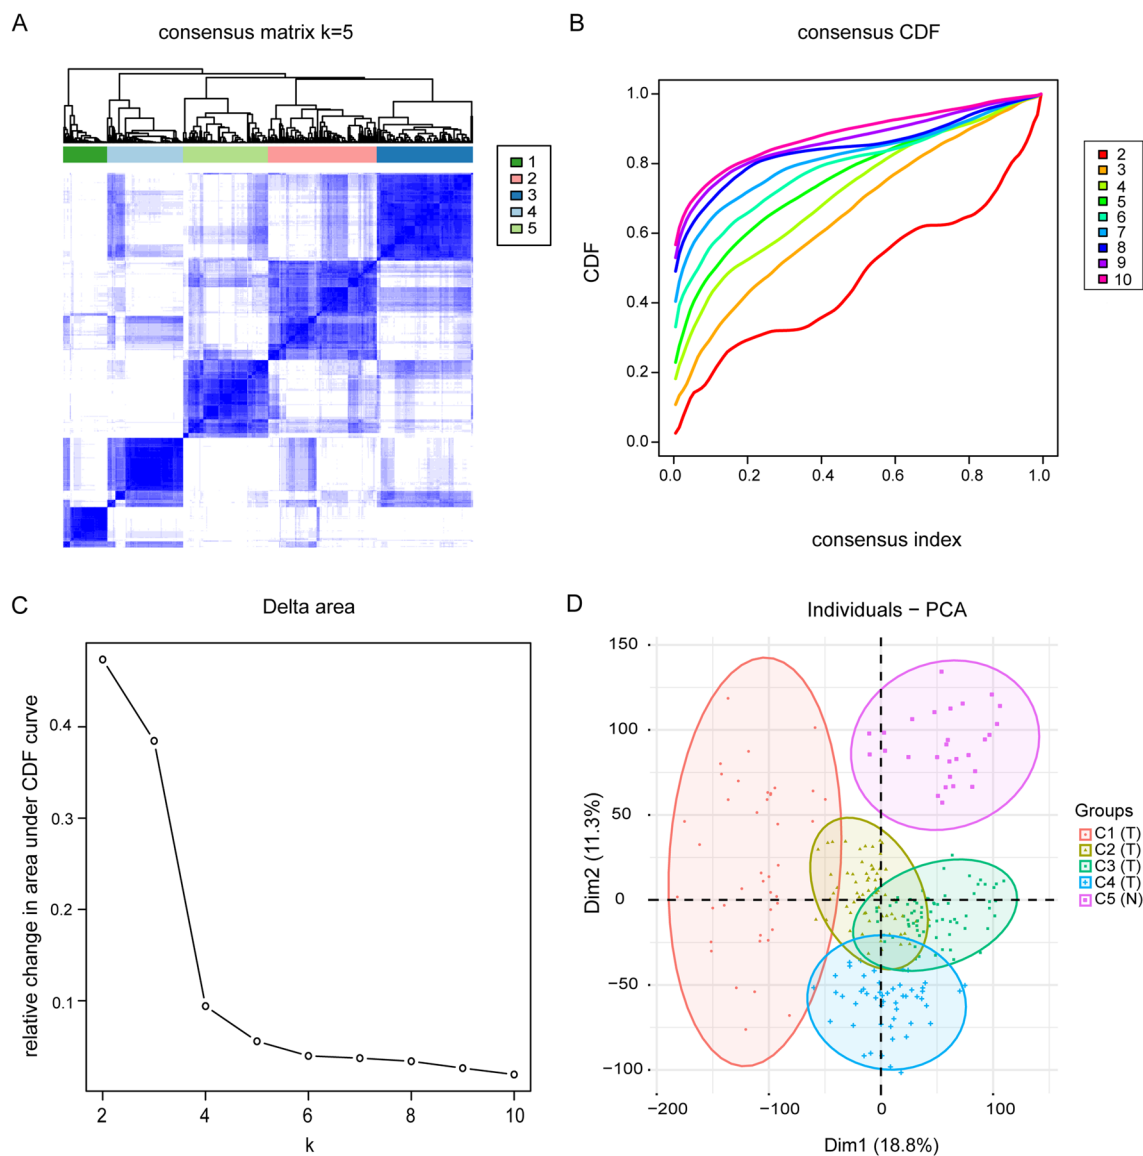 A
consensus matrix k=5
1
2
3
4
5
B
consensus CDF
CDF
1.0
0.8
0.6
0.4
0.2
0.0
0.0
0.2
0.4
0.6
0.8
1.0
consensus index
2
3
4
5
6
7
8
9
10
C
Delta area
relative change in area under CDF curve
0.4
0.3
0.2
0.1
2
4
6
8
10
k
D
Individuals − PCA
Dim2 (11.3%)
150
100
50
0
−50
−100
−200
−100
0
100
Dim1 (18.8%)
Groups
C1 (T)
C2 (T)
C3 (T)
C4 (T)
C5 (N)